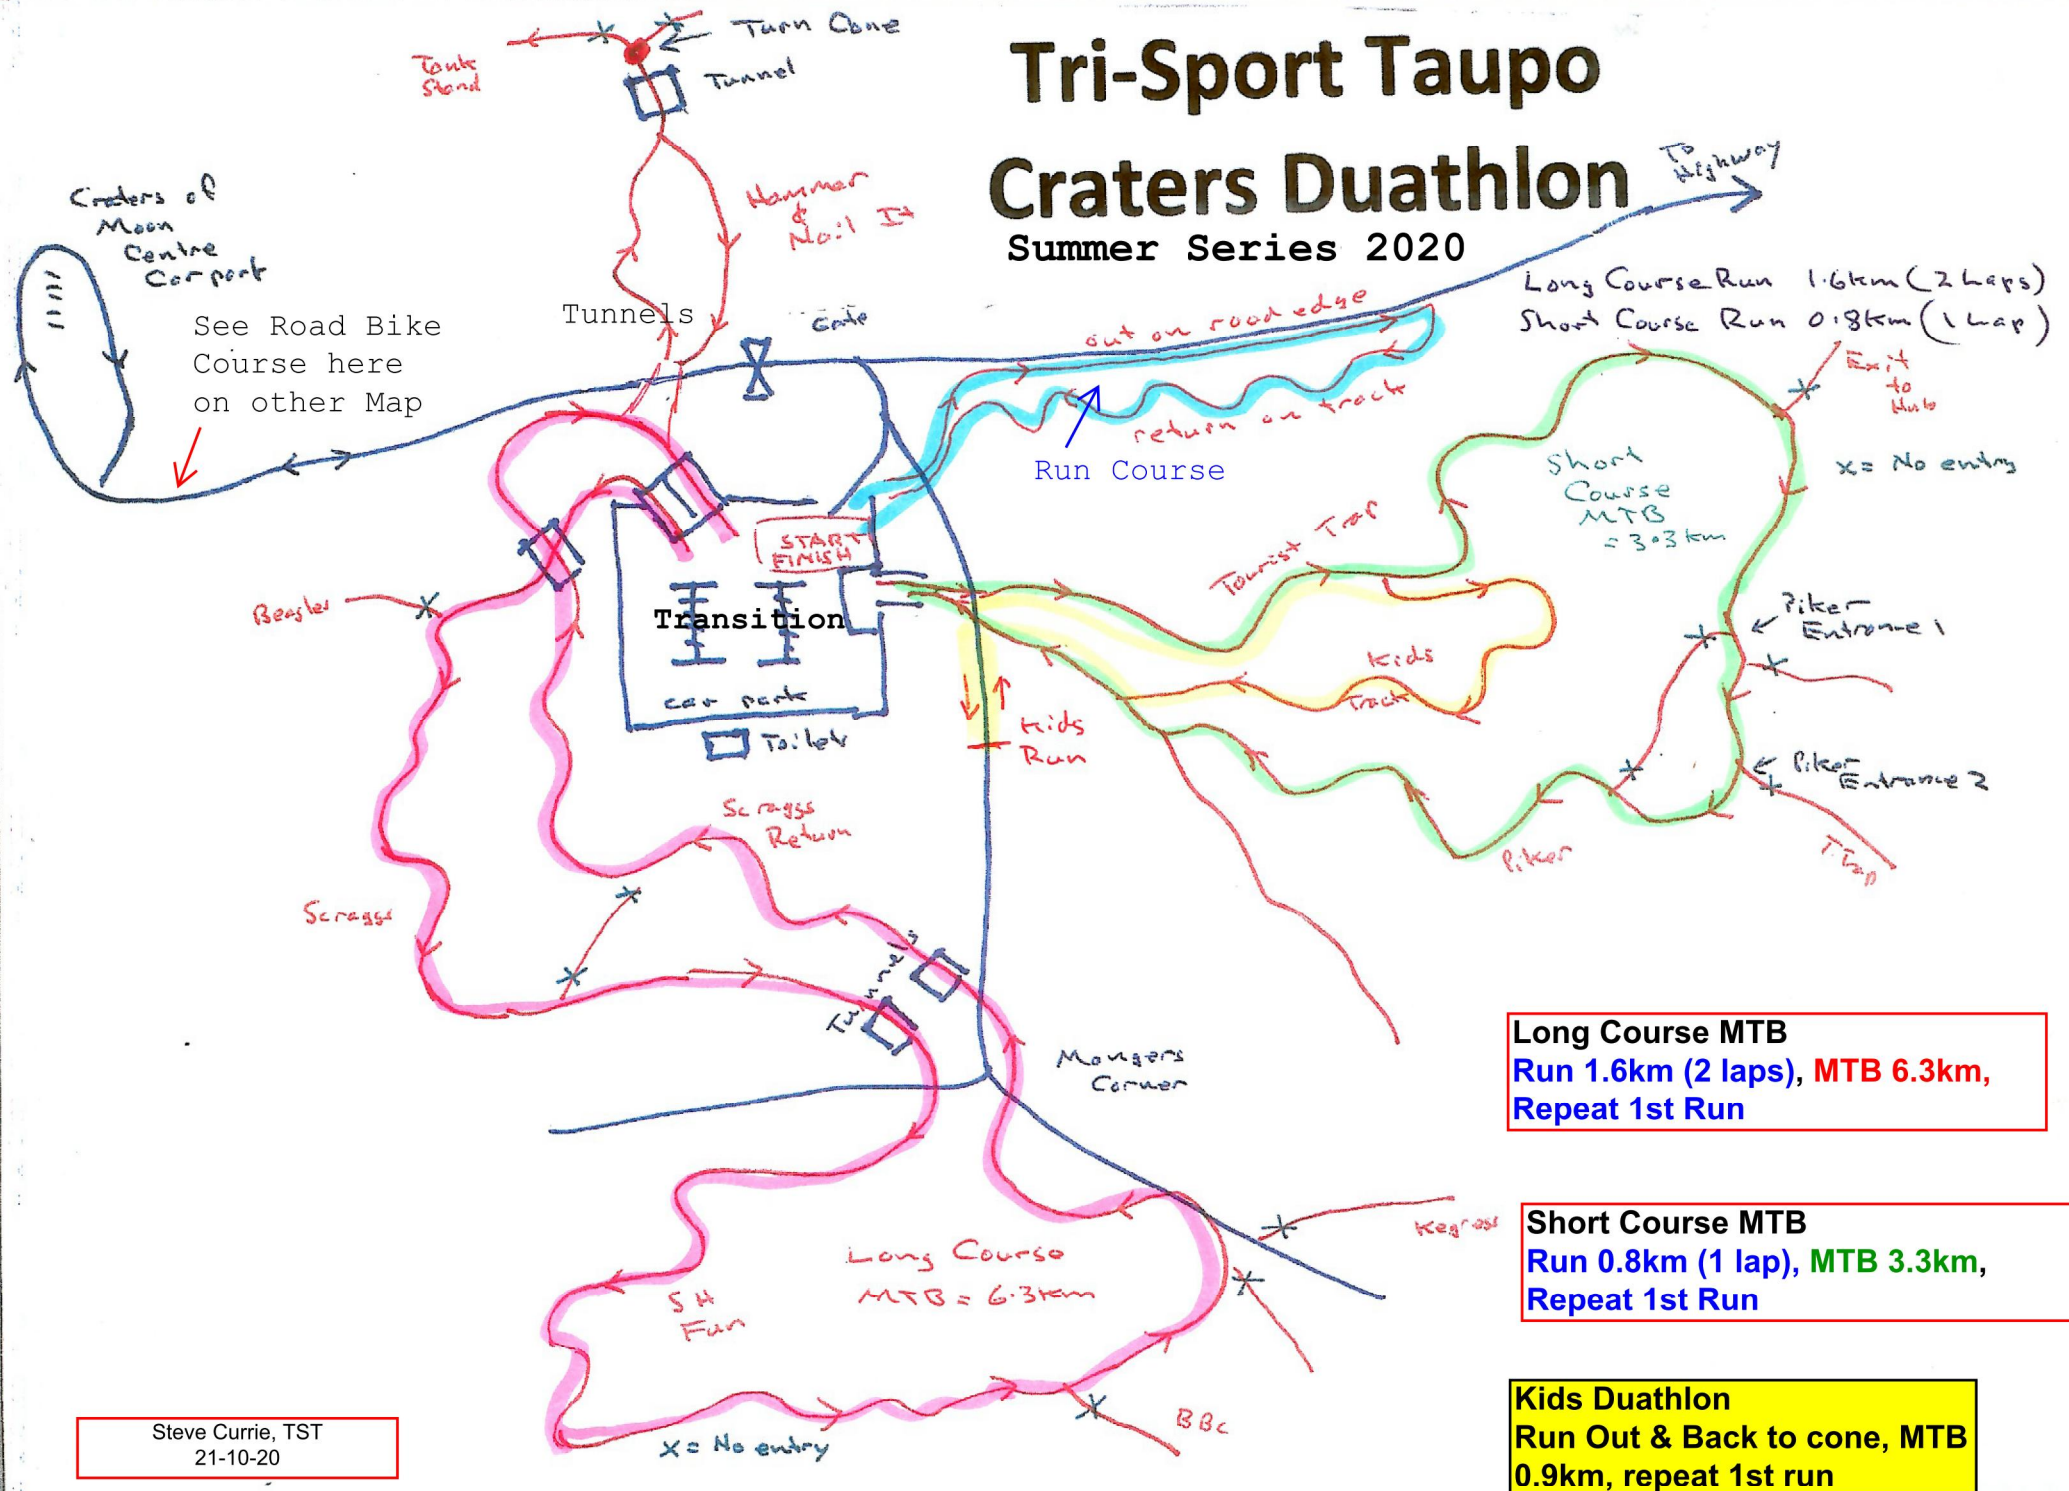 Tri-Sport Taupo
Craters Duathlon
Summer Series 2020
Turn Cone
Tank
Stand
Tunnel
Hammer
&
Nail It
To
Highway
Craters of
Moon
Centre
Carpark
See Road Bike
Course here
on other Map
Tunnels
Gate
out on road edge
return on track
Run Course
Long Course Run 1.6km (2 Laps)
Short Course Run 0.8km (1 Lap)
Exit
to
Hub
x = No entry
Short
Course
MTB
= 3.3km
Tourist Trap
START
FINISH
Transition
car park
Toilets
Beagles
Piker
Entrance 1
Kids
Track
Kids
Run
Piker
Entrance 2
T.Trap
Piker
Scraggs
Return
Scraggs
Tunnels
Mangers
Corner
Long Course MTB
Run 1.6km (2 laps), MTB 6.3km,
Repeat 1st Run
Kegross
Short Course MTB
Run 0.8km (1 lap), MTB 3.3km,
Repeat 1st Run
Long Course
MTB = 6.3km
SH
Fun
BBC
x = No entry
Kids Duathlon
Run Out & Back to cone, MTB
0.9km, repeat 1st run
Steve Currie, TST
21-10-20